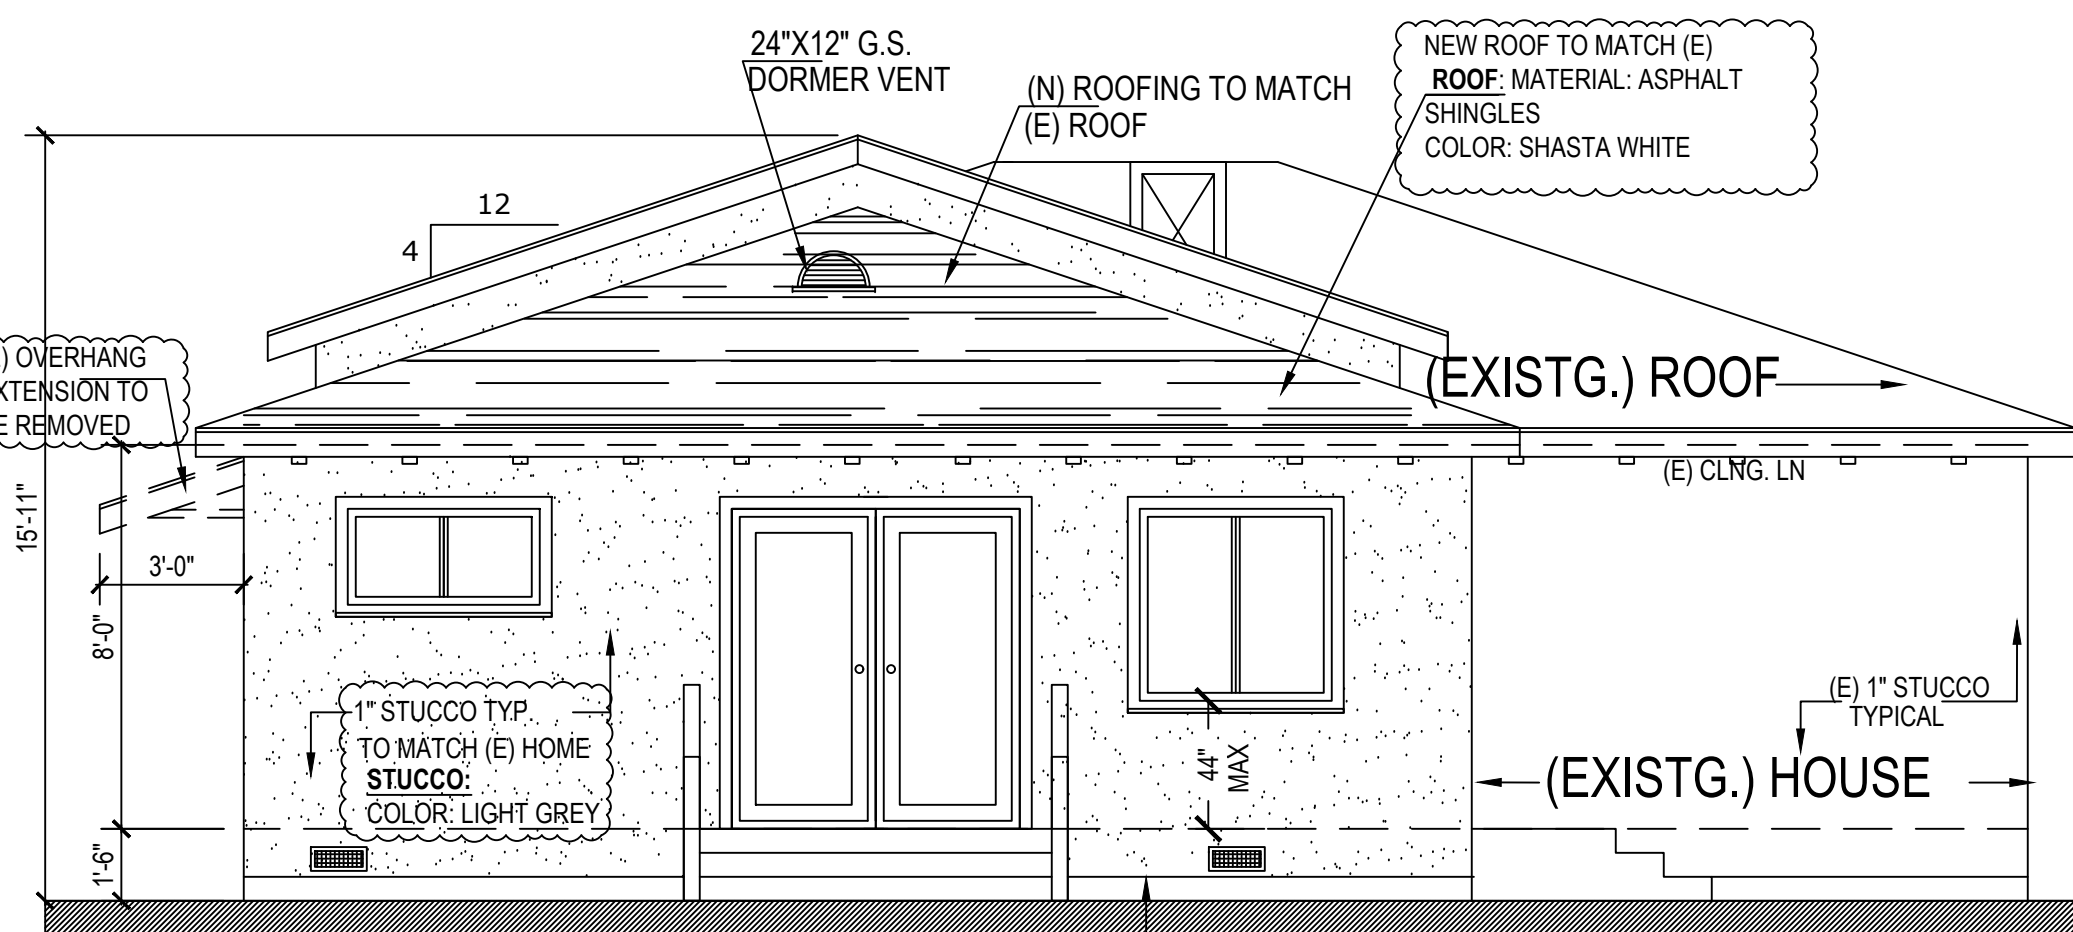 24"X12" G.S.
DORMER VENT
(N) ROOFING TO MATCH
(E) ROOF
NEW ROOF TO MATCH (E)
ROOF: MATERIAL: ASPHALT
SHINGLES
COLOR: SHASTA WHITE
12
4
) OVERHANG
XTENSION TO
E REMOVED
(EXISTG.) ROOF
(E) CLNG. LN
15'-11"
3'-0"
8'-0"
1'-6"
1" STUCCO TYP.
TO MATCH (E) HOME
STUCCO:
COLOR: LIGHT GREY
44"
MAX
(E) 1" STUCCO
TYPICAL
(EXISTG.) HOUSE